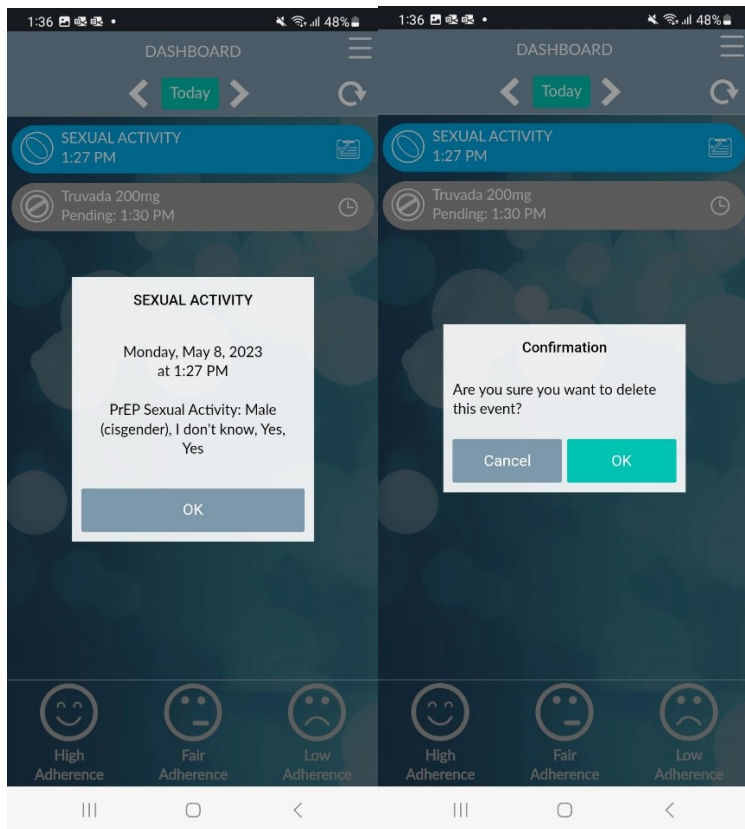 1:36
48%
DASHBOARD
Today
SEXUAL ACTIVITY
1:27 PM
Truvada 200mg
Pending: 1:30 PM
SEXUAL ACTIVITY
Monday, May 8, 2023
at 1:27 PM
PrEP Sexual Activity: Male
(cisgender), I don't know, Yes,
Yes
OK
High
Adherence
Fair
Adherence
Low
Adherence
1:36
48%
DASHBOARD
Today
SEXUAL ACTIVITY
1:27 PM
Truvada 200mg
Pending: 1:30 PM
Confirmation
Are you sure you want to delete
this event?
Cancel
OK
High
Adherence
Fair
Adherence
Low
Adherence